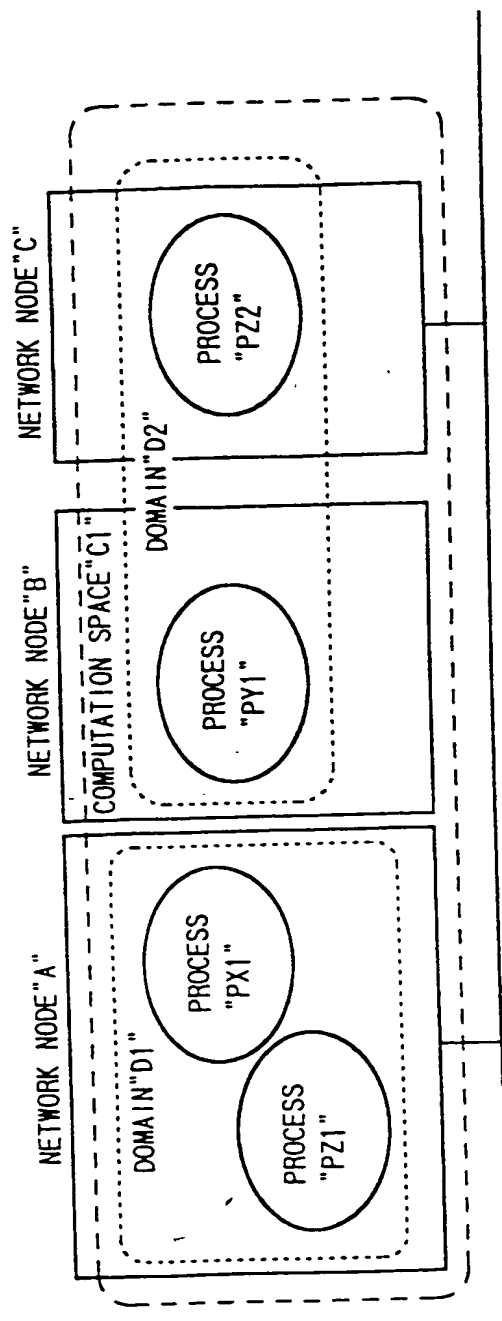 NETWORK NODE"A"
DOMAIN"D1"
PROCESS
"PZ1"
PROCESS
"PX1"
NETWORK NODE"B"
COMPUTATION SPACE"C1"
PROCESS
"PY1"
DOMAIN"D2"
NETWORK NODE"C"
PROCESS
"PZ2"